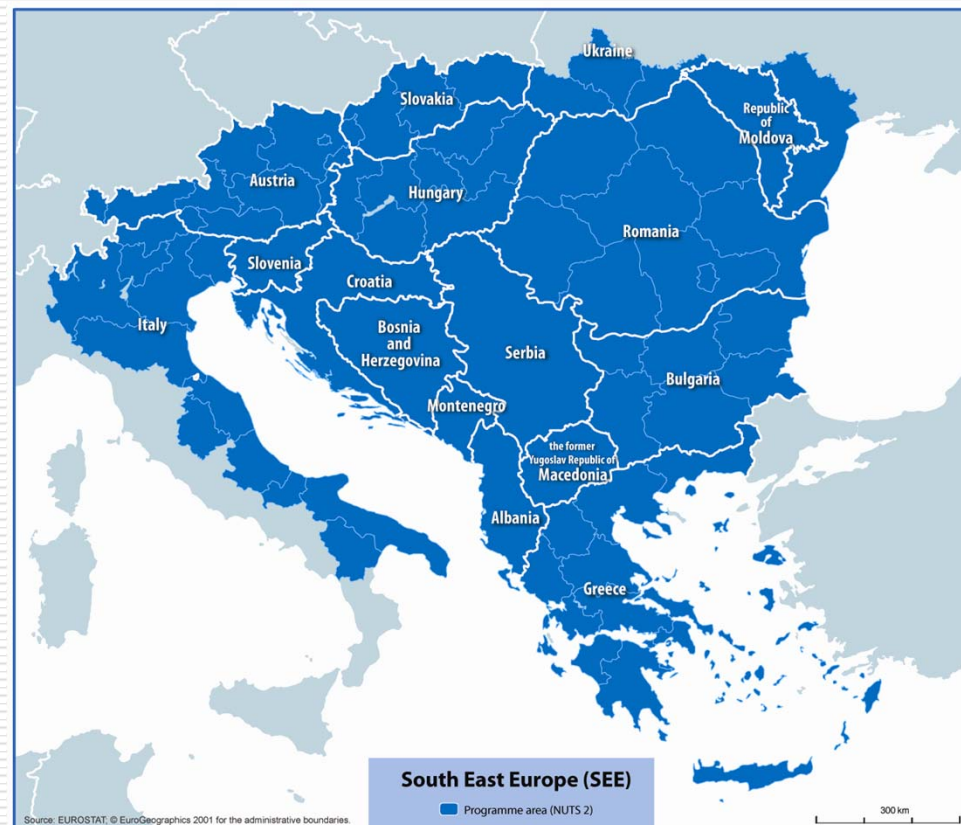 Ukraine
Slovakia
Republic
of
Moldova
Austria
Hungary
Romania
Slovenia
Croatia
Italy
Bosnia
and
Herzegovina
Serbia
Bulgaria
Montenegro
the former
Yugoslav Republic of
Macedonia
Albania
Greece
South East Europe (SEE)
Programme area (NUTS 2)
300 km
Source: EUROSTAT, © EuroGeographics 2001 for the administrative boundaries.